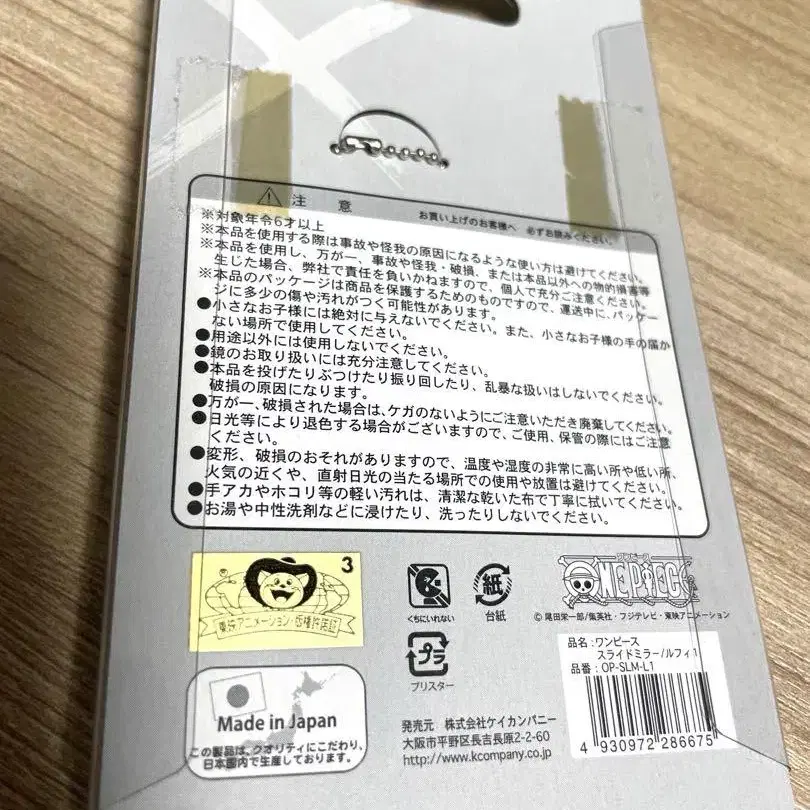 注 意
お買い上げのお客様へ 必ずお読みください。
※対象年令6才以上
※本品を使用する際は事故や怪我の原因になるような使い方は避けてください。
※本品を使用し、万が一、事故や怪我・破損、または本品以外への物的損害等
生じた場合、弊社で責任を負いかねますので、個人で充分ご注意ください。
※本品のパッケージは商品を保護するためのものですので、運送中に、パッケー
ジに多少の傷や汚れがつく可能性があります。
●小さなお子様には絶対に与えないでください。また、小さなお子様の手の届か
ない場所で使用してください。
●用途以外には使用しないでください。
●鏡のお取り扱いには充分注意してください。
●本品を投げたりぶつけたり振り回したり、乱暴な扱いはしないでください。
破損の原因になります。
●万が一、破損された場合は、ケガのないようにご注意いただき廃棄してください。
●日光等により退色する場合がございますので、ご使用、保管の際にはご注意
ください。
●変形、破損のおそれがありますので、温度や湿度の非常に高い所や低い所、
火気の近くや、直射日光の当たる場所での使用や放置は避けてください。
●手アカやホコリ等の軽い汚れは、清潔な乾いた布で丁寧に拭いてください。
●お湯や中性洗剤などに浸けたり、洗ったりしないでください。
3
東映アニメーション・版権許諾証
くちにいれない
紙
台紙
プラ
ブリスター
ワンピース
ONE PIECE
© 尾田栄一郎/集英社・フジテレビ・東映アニメーション
品名:ワンピース
スライドミラー/ルフィ1
品番:OP-SLM-L1
4 930972 286675
Made in Japan
この製品は、クオリティにこだわり、
日本国内で生産しております。
発売元 株式会社ケイカンパニー
大阪市平野区長吉長原2-2-60
http://www.kcompany.co.jp